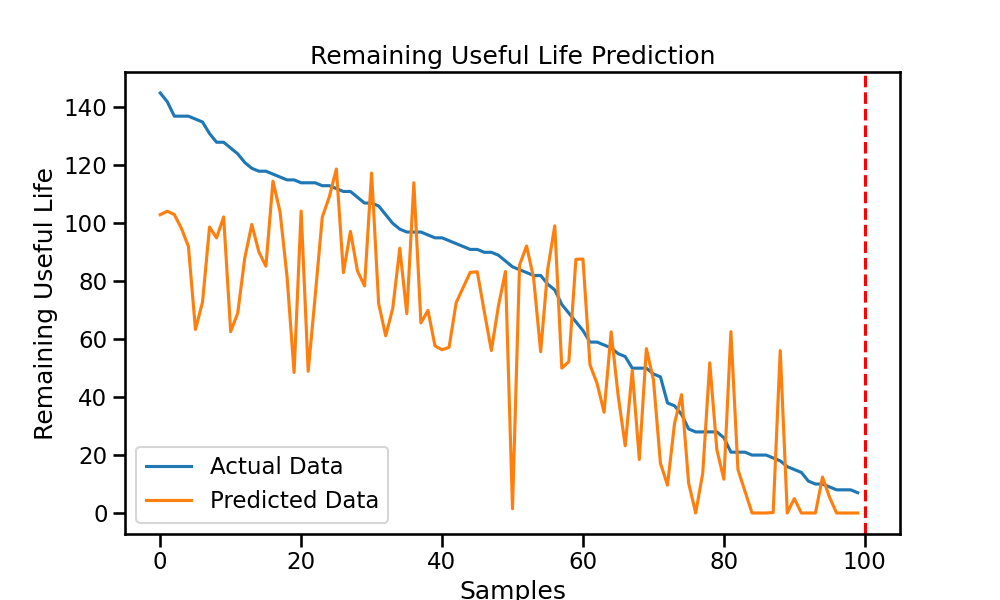 Remaining Useful Life Prediction
Remaining Useful Life
140
120
100
80
60
40
20
0
Actual Data
Predicted Data
0 20 40 60 80 100
Samples